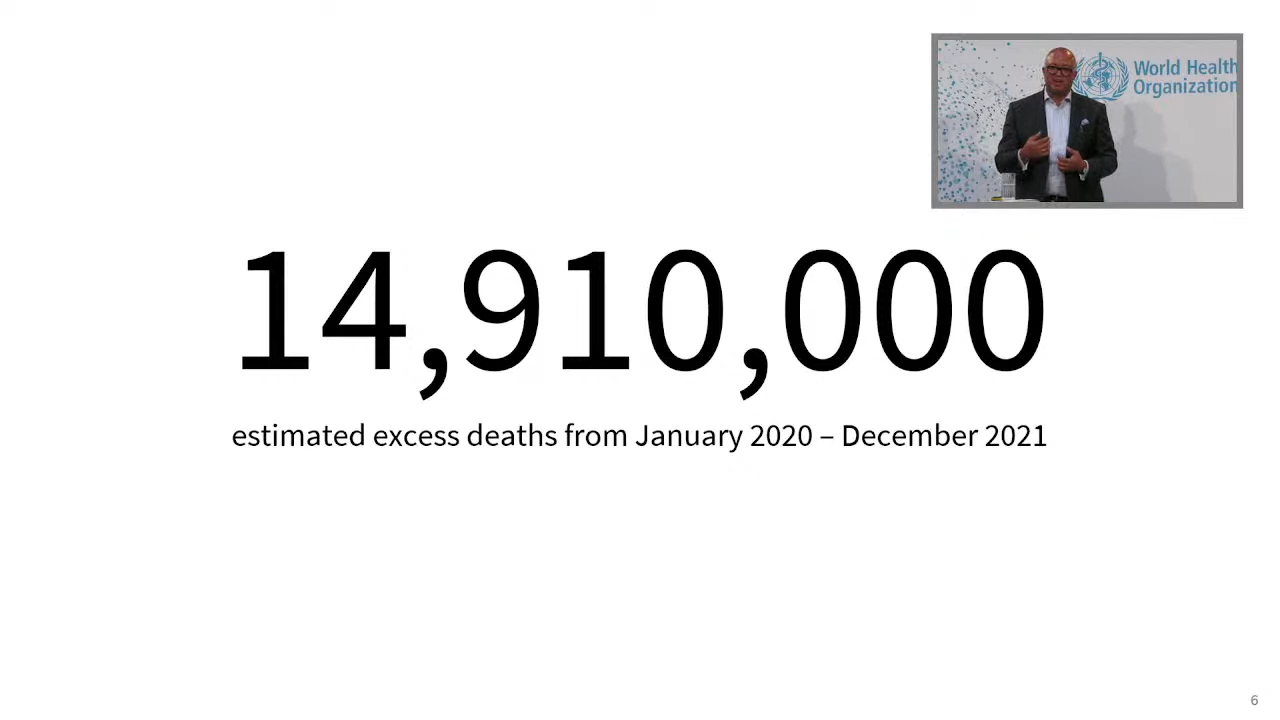 World Health
Organization
14,910,000
estimated excess deaths from January 2020 – December 2021
6